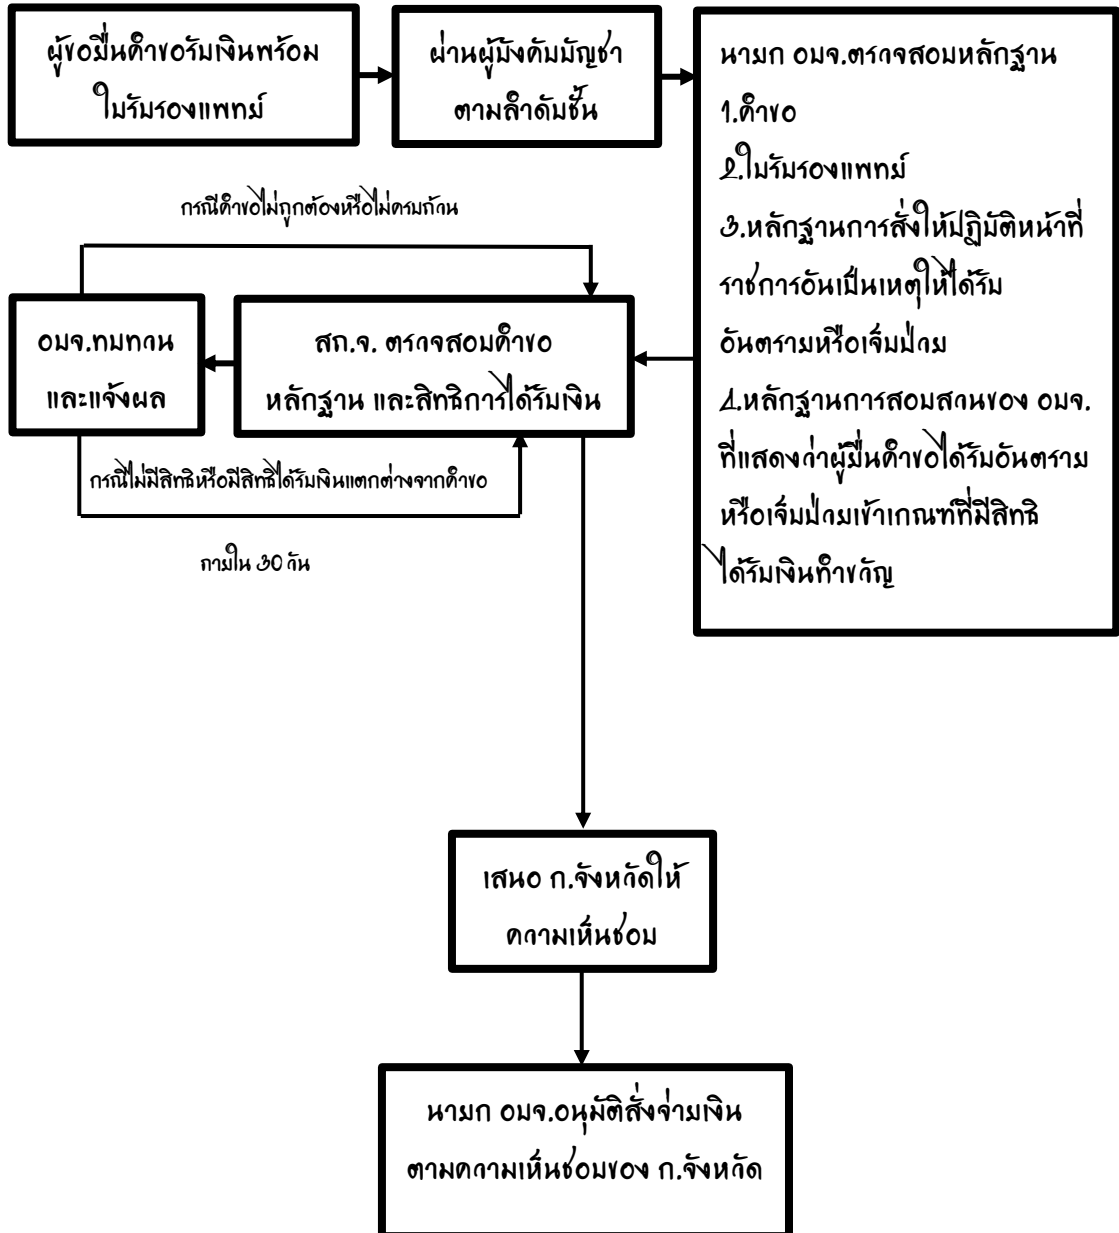 ผู้ขอยื่นคำขอรับเงินพร้อม
ใบรับรองแพทย์
ผ่านผู้บังคับบัญชา
ตามลำดับชั้น
นายก อบจ.ตรวจสอบหลักฐาน
1.คำขอ
2.ใบรับรองแพทย์
3.หลักฐานการสั่งให้ปฏิบัติหน้าที่
ราชการอันเป็นเหตุให้ได้รับ
อันตรายหรือเจ็บป่วย
4.หลักฐานการสอบสวนของ อบจ.
ที่แสดงว่าผู้ยื่นคำขอได้รับอันตราย
หรือเจ็บป่วยเข้าเกณฑ์ที่มีสิทธิ
ได้รับเงินทำขวัญ
กรณีคำขอไม่ถูกต้องหรือไม่ครบถ้วน
อบจ.ทบทวน
และแจ้งผล
สถ.จ. ตรวจสอบคำขอ
หลักฐาน และสิทธิการได้รับเงิน
กรณีไม่มีสิทธิหรือมีสิทธิได้รับเงินแตกต่างจากคำขอ
ภายใน 30 วัน
เสนอ ก.จังหวัดให้
ความเห็นชอบ
นายก อบจ.อนุมัติสั่งจ่ายเงิน
ตามความเห็นชอบของ ก.จังหวัด